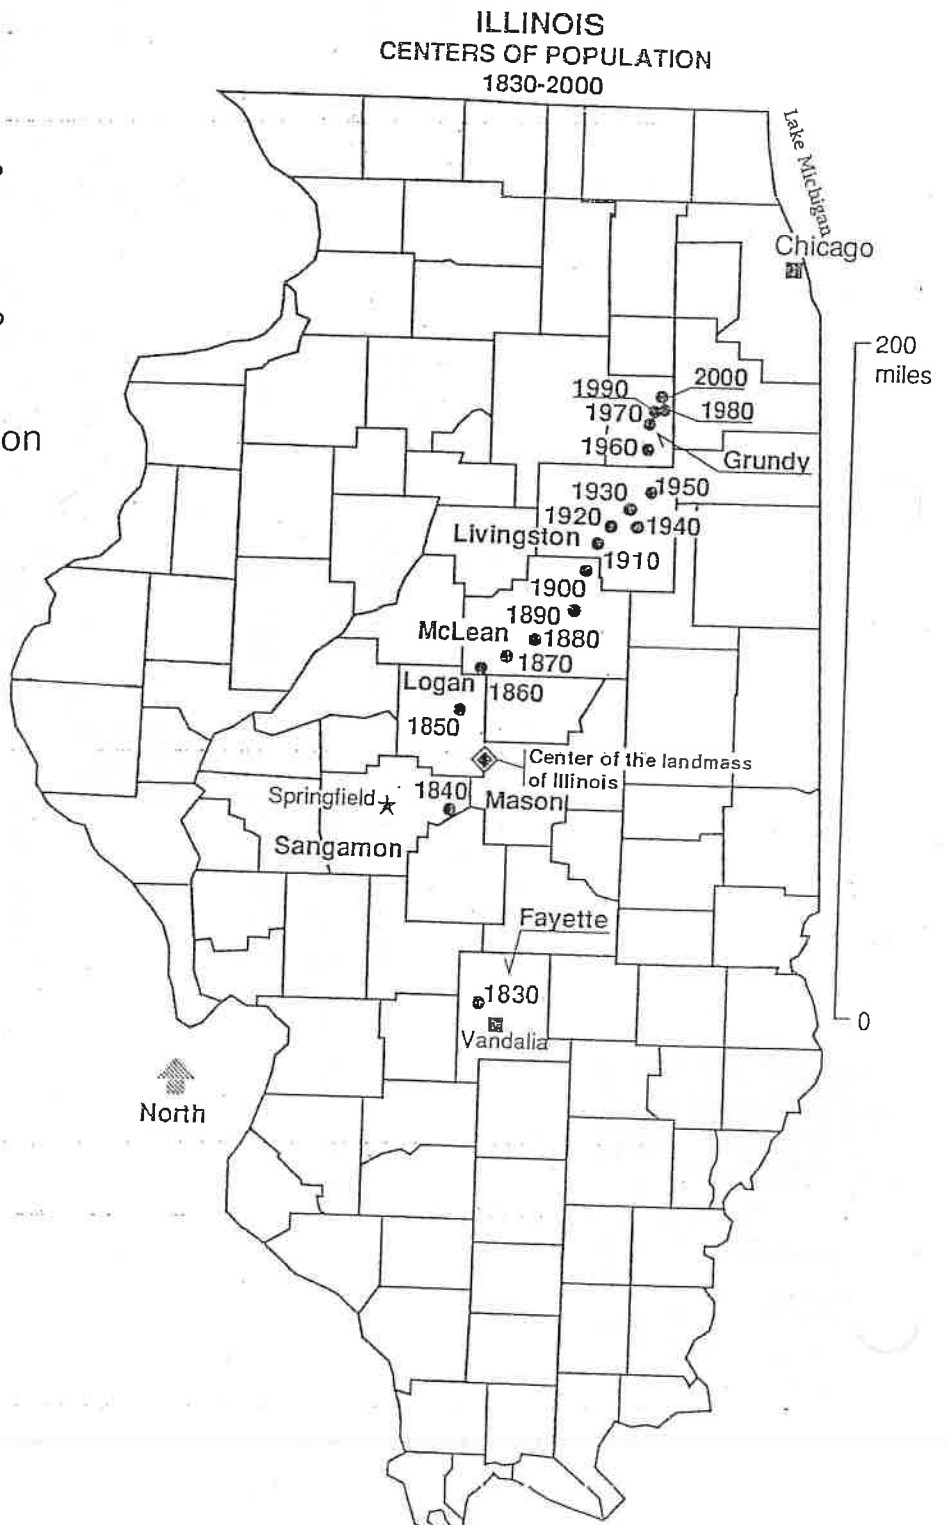 ILLINOIS
CENTERS OF POPULATION
1830-2000
Lake Michigan
Chicago
200
miles
on
1990
2000
1970
1980
1960
Grundy
1930
1950
1920
1940
Livingston
1910
1900
1890
McLean
1880
1870
Logan
1860
1850
Center of the landmass
of Illinois
Springfield
1840
Mason
Sangamon
Fayette
1830
Vandalia
0
North